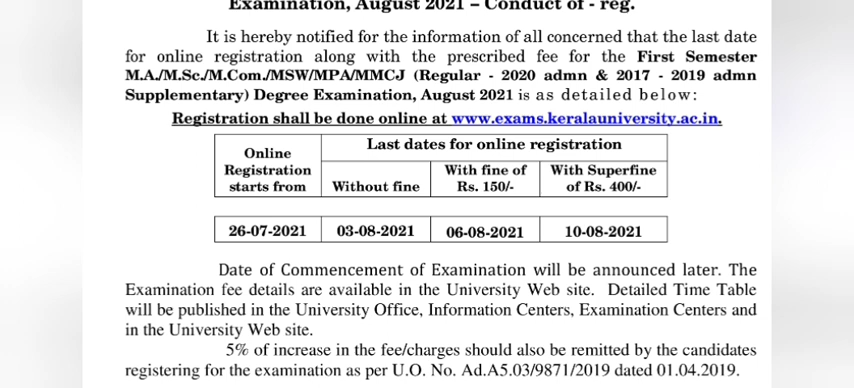 Examination, August 2021 – Conduct of - reg.
It is hereby notified for the information of all concerned that the last date
for online registration along with the prescribed fee for the First Semester
M.A./M.Sc./M.Com./MSW/MPA/MMCJ (Regular - 2020 admn & 2017 - 2019 admn
Supplementary) Degree Examination, August 2021 is as detailed below:
Registration shall be done online at www.exams.keralauniversity.ac.in.
Online Registration starts from
Last dates for online registration
Without fine
With fine of Rs. 150/-
With Superfine of Rs. 400/-
26-07-2021 03-08-2021 06-08-2021 10-08-2021
Date of Commencement of Examination will be announced later. The
Examination fee details are available in the University Web site. Detailed Time Table
will be published in the University Office, Information Centers, Examination Centers and
in the University Web site.
5% of increase in the fee/charges should also be remitted by the candidates
registering for the examination as per U.O. No. Ad.A5.03/9871/2019 dated 01.04.2019.